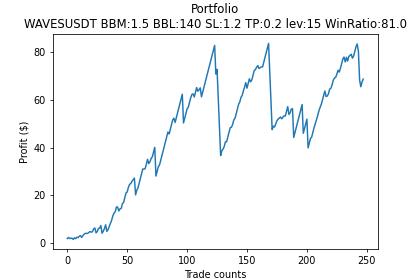 Portfolio
WAVESUSDT BBM:1.5 BBL:140 SL:1.2 TP:0.2 lev:15 WinRatio:81.0
80
60
40
20
0
Profit ($)
0 50 100 150 200 250
Trade counts